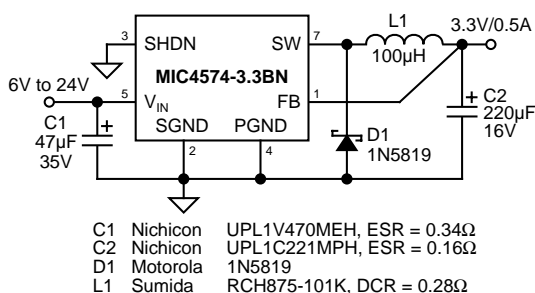 L1
3.3V/0.5A
3
SHDN
SW
7
100µH
MIC4574-3.3BN
6V to 24V
5
VIN
FB
1
C1
47µF
35V
SGND
PGND
2
4
D1
1N5819
C2
220µF
16V
C1 Nichicon UPL1V470MEH, ESR = 0.34Ω
C2 Nichicon UPL1C221MPH, ESR = 0.16Ω
D1 Motorola 1N5819
L1 Sumida RCH875-101K, DCR = 0.28Ω